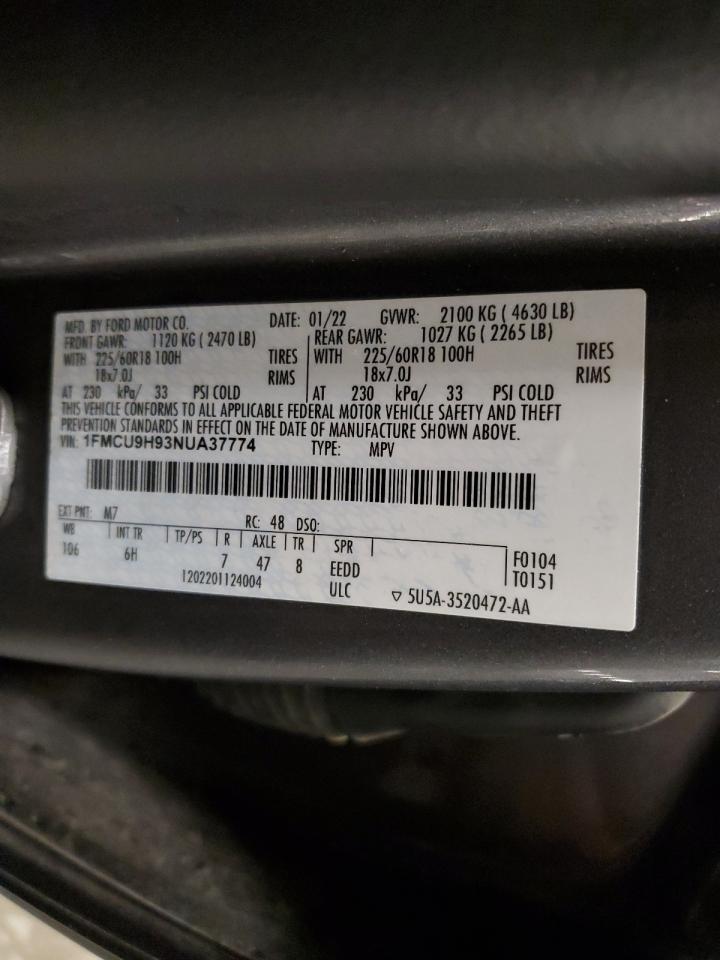 MFD. BY FORD MOTOR CO. DATE: 01/22 GVWR: 2100 KG ( 4630 LB)
FRONT GAWR: 1120 KG ( 2470 LB) REAR GAWR: 1027 KG ( 2265 LB)
WITH 225/60R18 100H TIRES WITH 225/60R18 100H TIRES
18x7.0J RIMS 18x7.0J RIMS
AT 230 kPa/ 33 PSI COLD AT 230 kPa/ 33 PSI COLD
THIS VEHICLE CONFORMS TO ALL APPLICABLE FEDERAL MOTOR VEHICLE SAFETY AND THEFT
PREVENTION STANDARDS IN EFFECT ON THE DATE OF MANUFACTURE SHOWN ABOVE.
VIN: 1FMCU9H93NUA37774 TYPE: MPV
EXT PNT: M7 RC: 48 DSO:
WB INT TR TP/PS R AXLE TR SPR
106 6H 7 47 8 EEDD F0104
1202201124004 ULC T0151
▽ 5U5A-3520472-AA